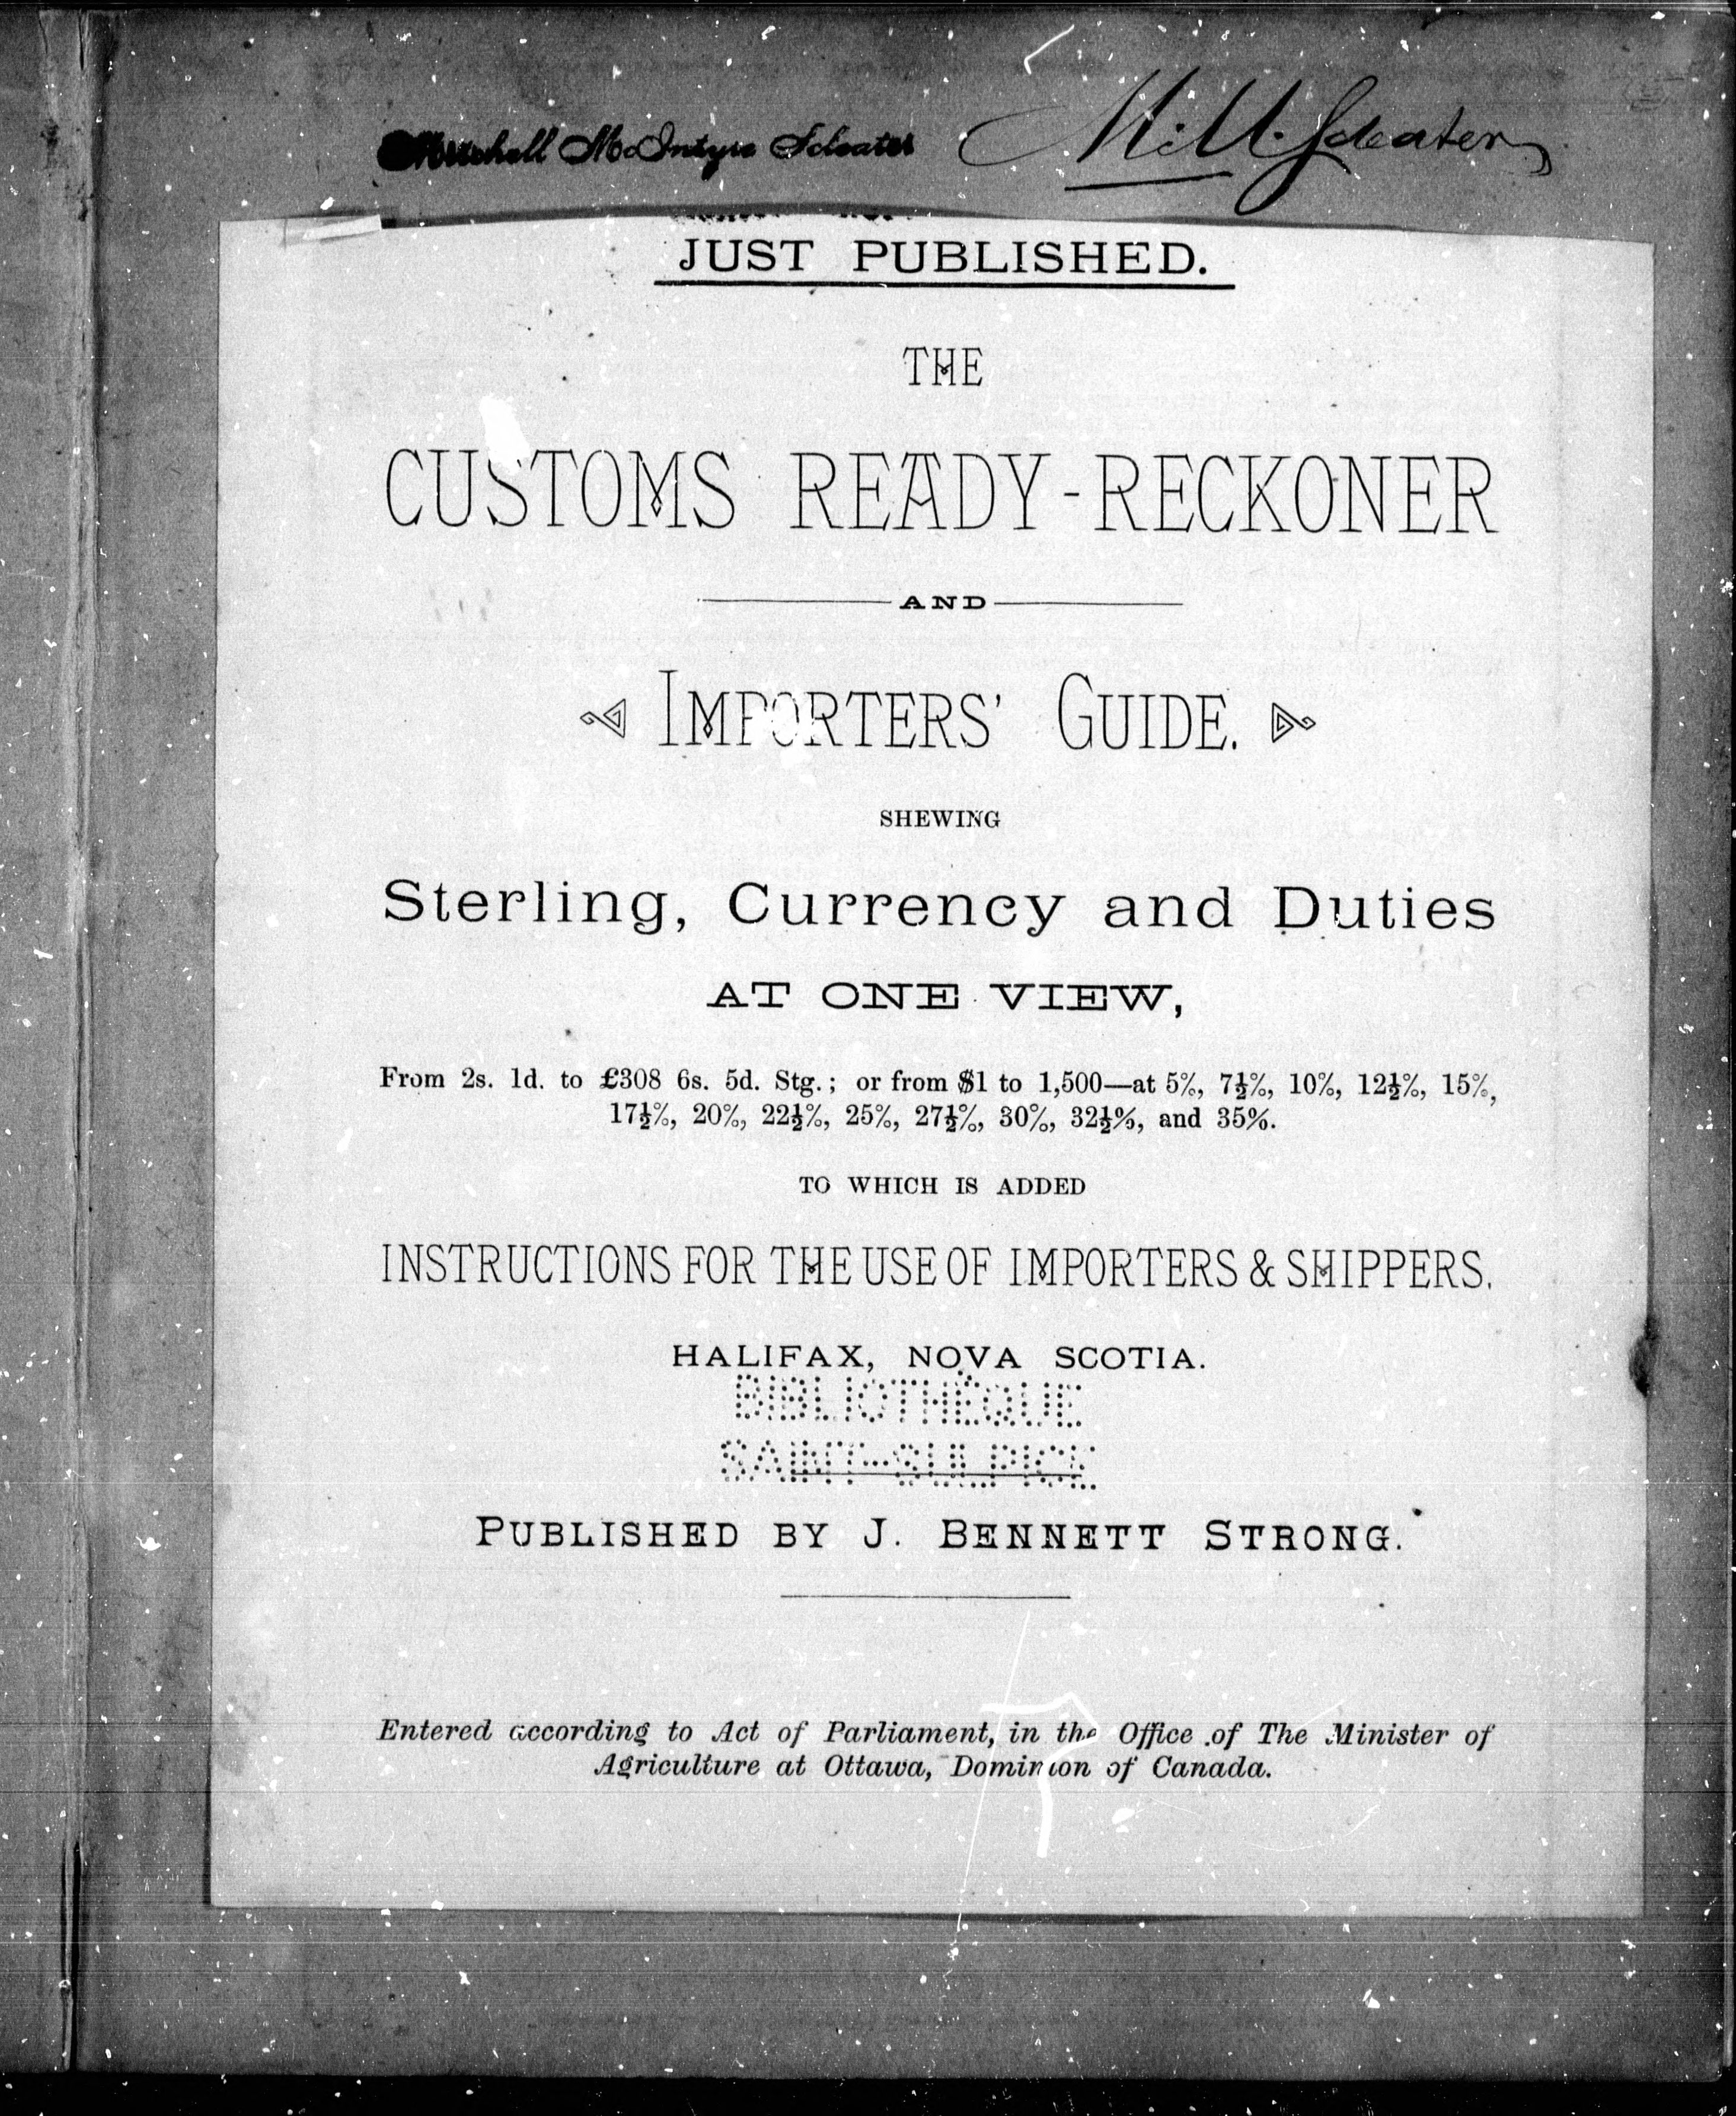 Mitchell McIntyre Scleater M. M. Scleater
JUST PUBLISHED.
THE
CUSTOMS READY-RECKONER
AND
IMPORTERS' GUIDE.
SHEWING
Sterling, Currency and Duties
AT ONE VIEW,
From 2s. 1d. to £308 6s. 5d. Stg.; or from $1 to 1,500—at 5%, 7½%, 10%, 12½%, 15%,
17½%, 20%, 22½%, 25%, 27½%, 30%, 32½%, and 35%.
TO WHICH IS ADDED
INSTRUCTIONS FOR THE USE OF IMPORTERS & SHIPPERS.
HALIFAX, NOVA SCOTIA.
BIBLIOTHÈQUE
SAINT-SULPICE
PUBLISHED BY J. BENNETT STRONG.
Entered according to Act of Parliament, in the Office of The Minister of
Agriculture at Ottawa, Dominion of Canada.